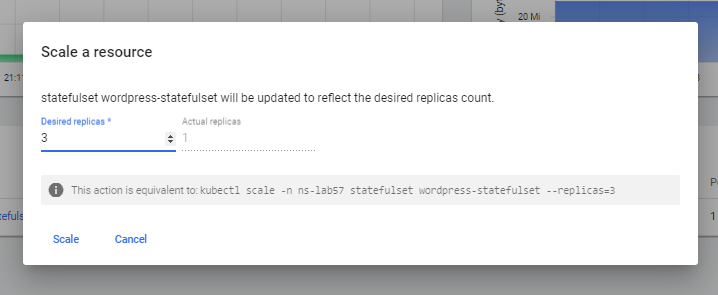 20 Mi
Scale a resource
21:1
statefulset wordpress-statefulset will be updated to reflect the desired replicas count.
Desired replicas *
Actual replicas
3
1
This action is equivalent to: kubectl scale -n ns-lab57 statefulset wordpress-statefulset --replicas=3
1
Scale
Cancel